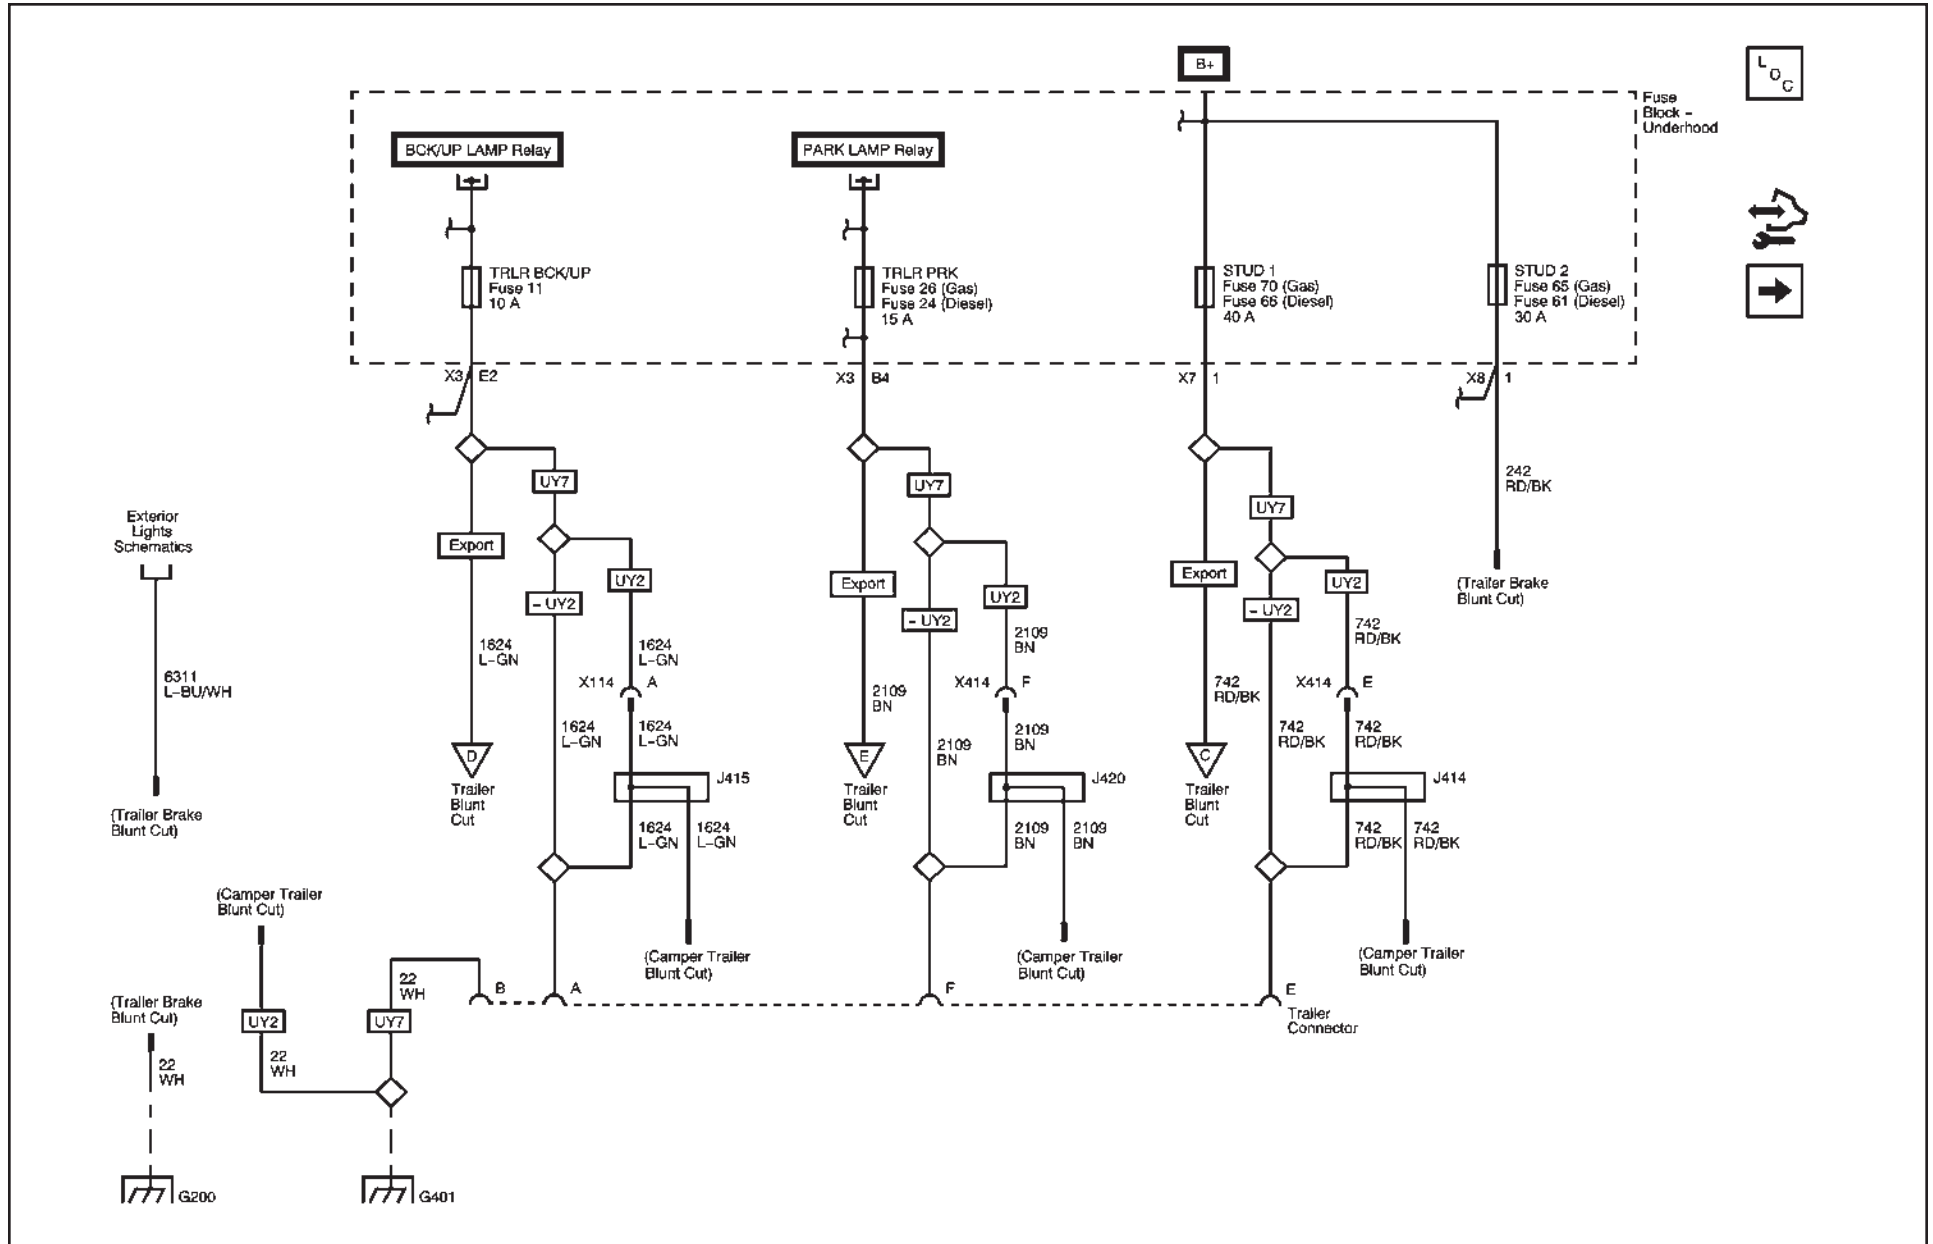 B+
L
O
C
Fuse
Block –
Underhood
BCK/UP LAMP Relay
PARK LAMP Relay
TRLR BCK/UP
Fuse 11
10 A
TRLR PRK
Fuse 26 (Gas)
Fuse 24 (Diesel)
15 A
STUD 1
Fuse 70 (Gas)
Fuse 66 (Diesel)
40 A
STUD 2
Fuse 65 (Gas)
Fuse 61 (Diesel)
30 A
X3 E2
X3 B4
X7 1
X8 1
UY7
UY7
UY7
242
RD/BK
Exterior
Lights
Schematics
Export
Export
Export
UY2
UY2
UY2
– UY2
– UY2
– UY2
(Trailer Brake
Blunt Cut)
1624
L–GN
1624
L–GN
2109
BN
742
RD/BK
6311
L–BU/WH
X114 A
X414 F
X414 E
2109
BN
742
RD/BK
1624
L–GN
1624
L–GN
2109
BN
2109
BN
742
RD/BK
742
RD/BK
D
E
C
J415
J420
J414
Trailer
Blunt
Cut
Trailer
Blunt
Cut
Trailer
Blunt
Cut
(Trailer Brake
Blunt Cut)
1624
L–GN
1624
L–GN
2109
BN
2109
BN
742
RD/BK
742
RD/BK
(Camper Trailer
Blunt Cut)
(Camper Trailer
Blunt Cut)
(Camper Trailer
Blunt Cut)
(Camper Trailer
Blunt Cut)
22
WH
B
A
F
E
Trailer
Connector
(Trailer Brake
Blunt Cut)
UY2
UY7
22
WH
22
WH
G200
G401